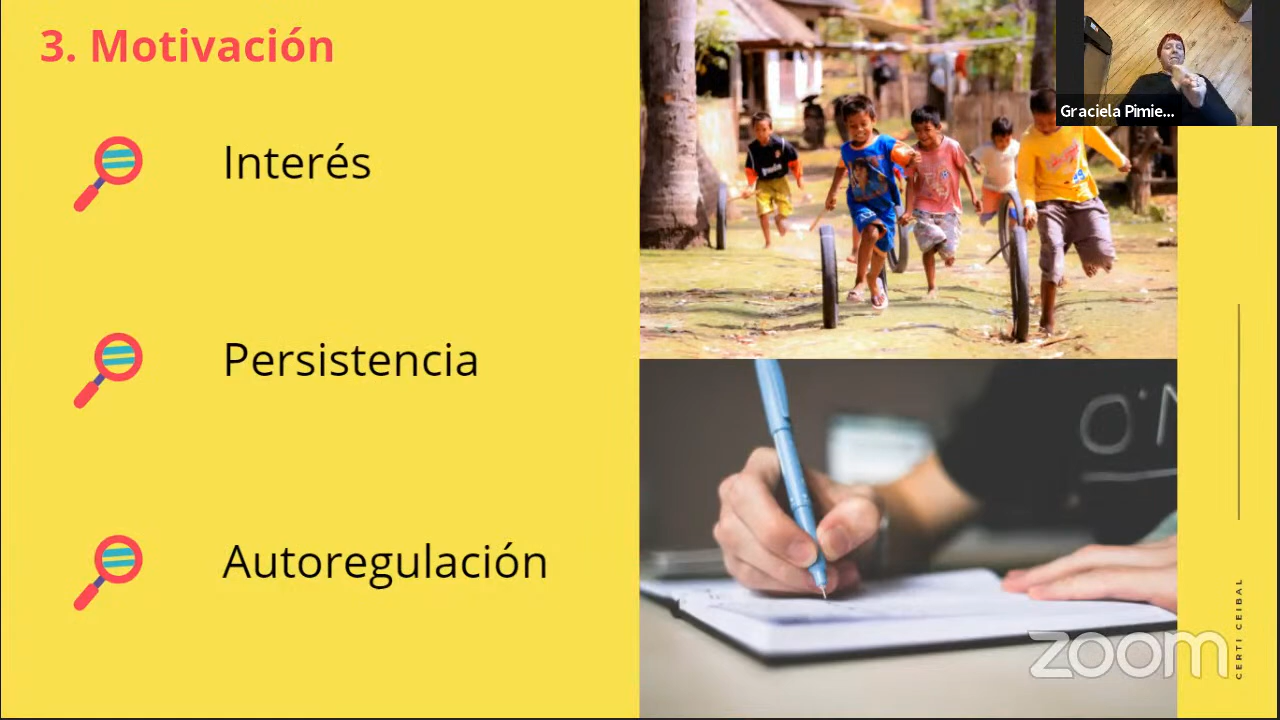 3. Motivación
Graciela Pimie...
Interés
Persistencia
Autoregulación
zoom
CERTI CEIBAL